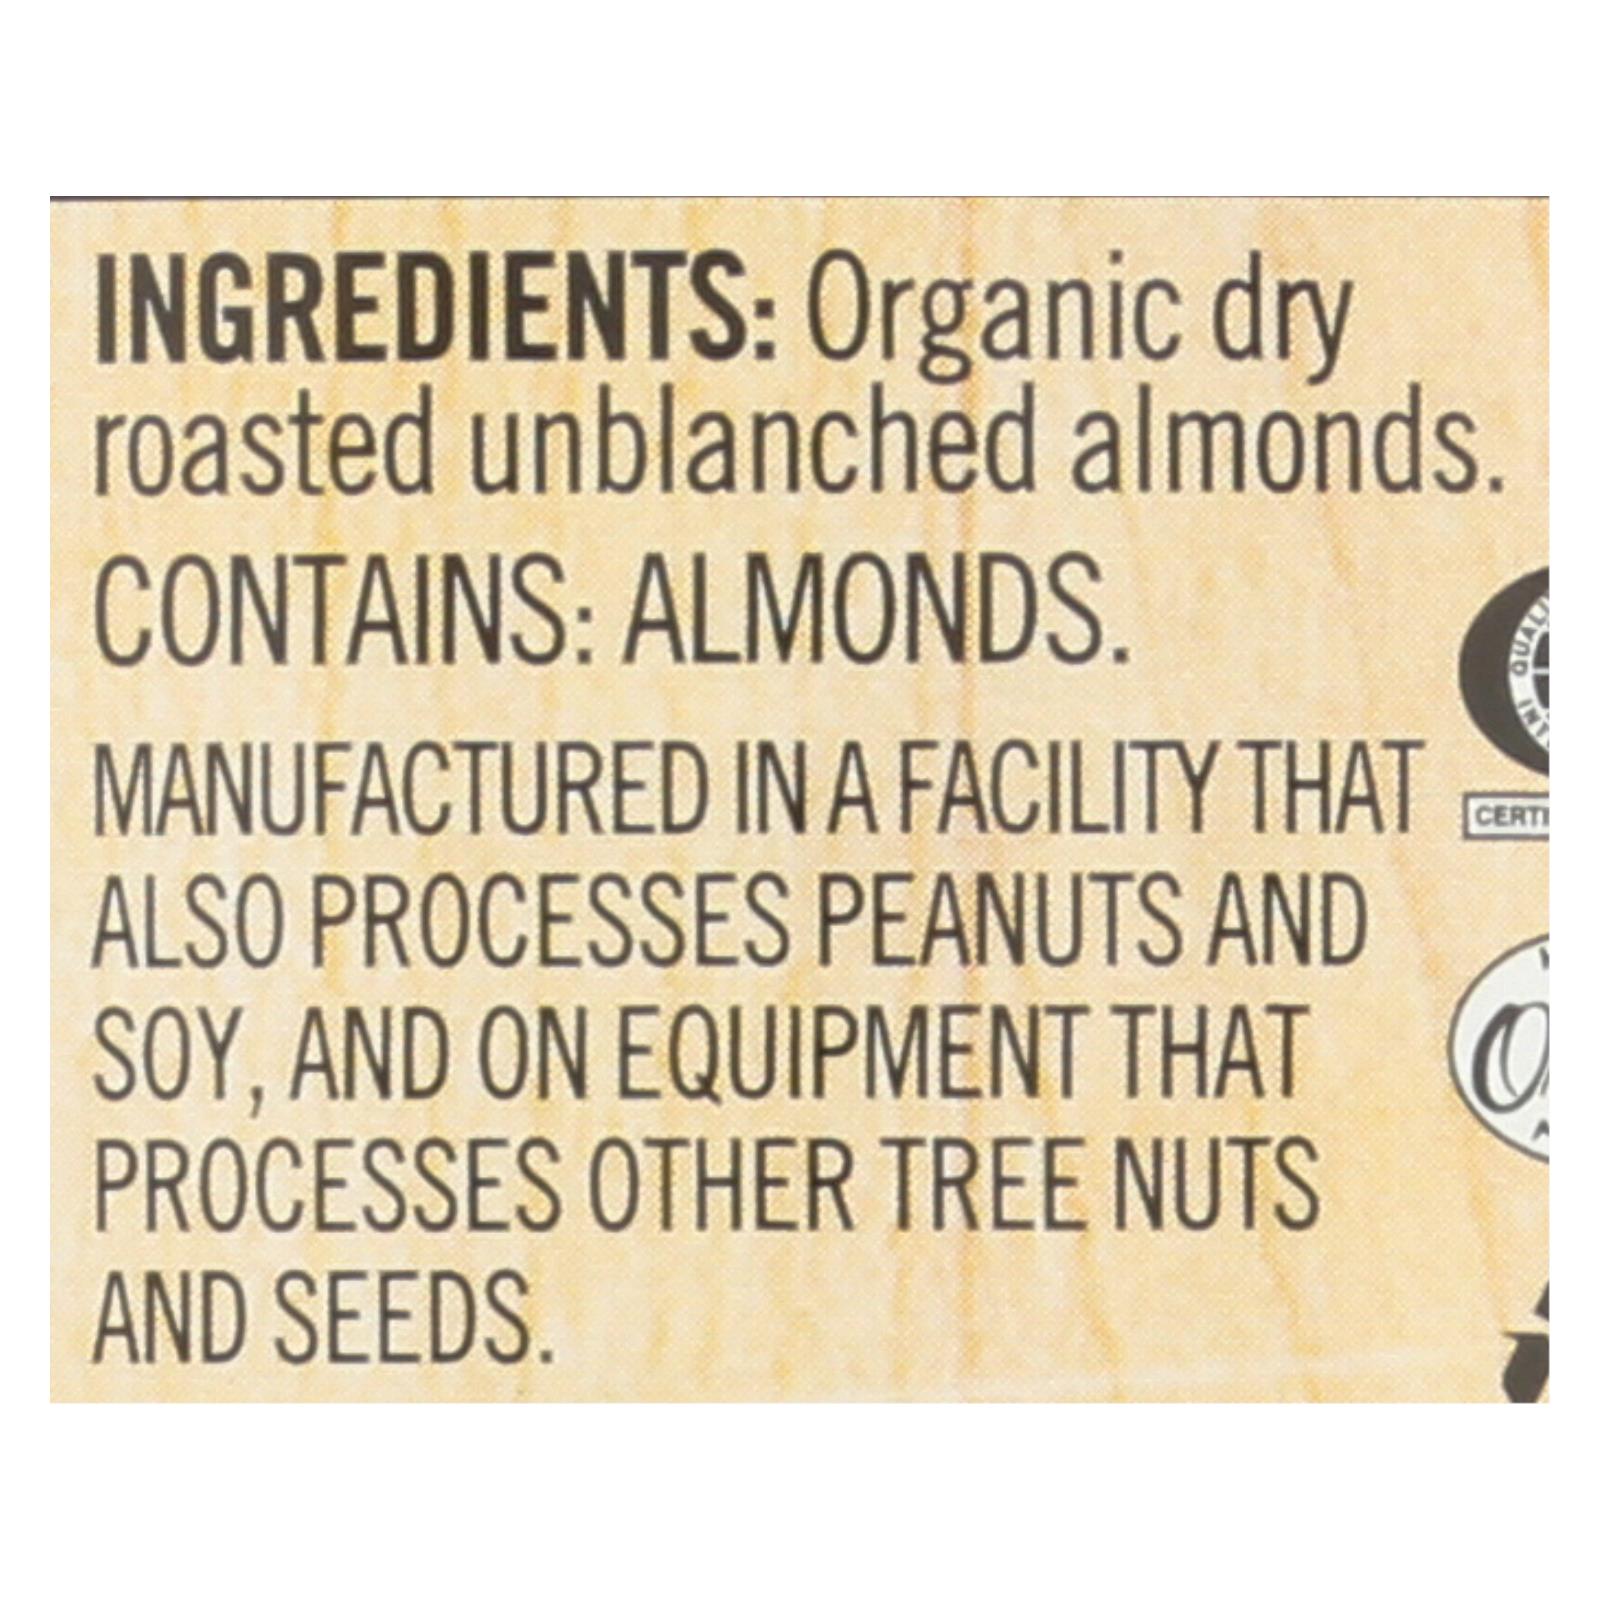 INGREDIENTS: Organic dry
roasted unblanched almonds.
CONTAINS: ALMONDS.
MANUFACTURED IN A FACILITY THAT
ALSO PROCESSES PEANUTS AND
SOY, AND ON EQUIPMENT THAT
PROCESSES OTHER TREE NUTS
AND SEEDS.